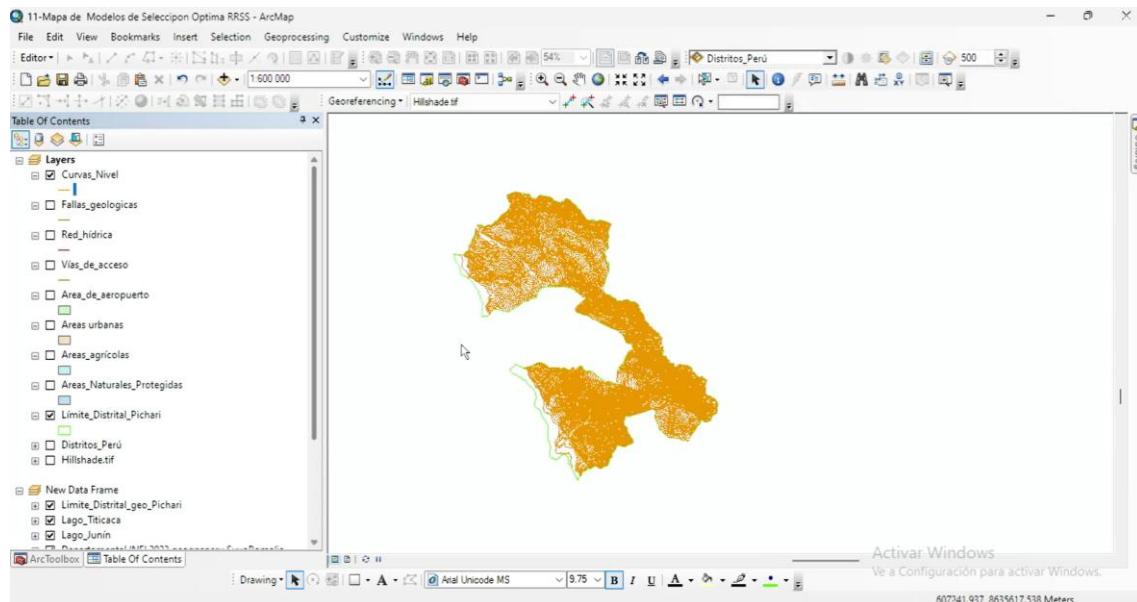 11-Mapa de Modelos de Seleccipon Optima RRSS - ArcMap
File Edit View Bookmarks Insert Selection Geoprocessing Customize Windows Help
Editor 54% Distritos_Perú 500
1:600 000
Georeferencing Hillshade.tif
Table Of Contents
Layers
Curvas_Nivel
Fallas_geologicas
Red_hídrica
Vías_de_acceso
Area_de_aeropuerto
Areas urbanas
Areas_agrícolas
Areas_Naturales_Protegidas
Límite_Distrital_Pichari
Distritos_Perú
Hillshade.tif
New Data Frame
Limite_Distrital_geo_Pichari
Lago_Titicaca
Lago_Junín
ArcToolbox Table Of Contents
Activar Windows
Ve a Configuración para activar Windows.
Drawing A Arial Unicode MS 9.75 B I U A
607241.937 8635617.538 Meters